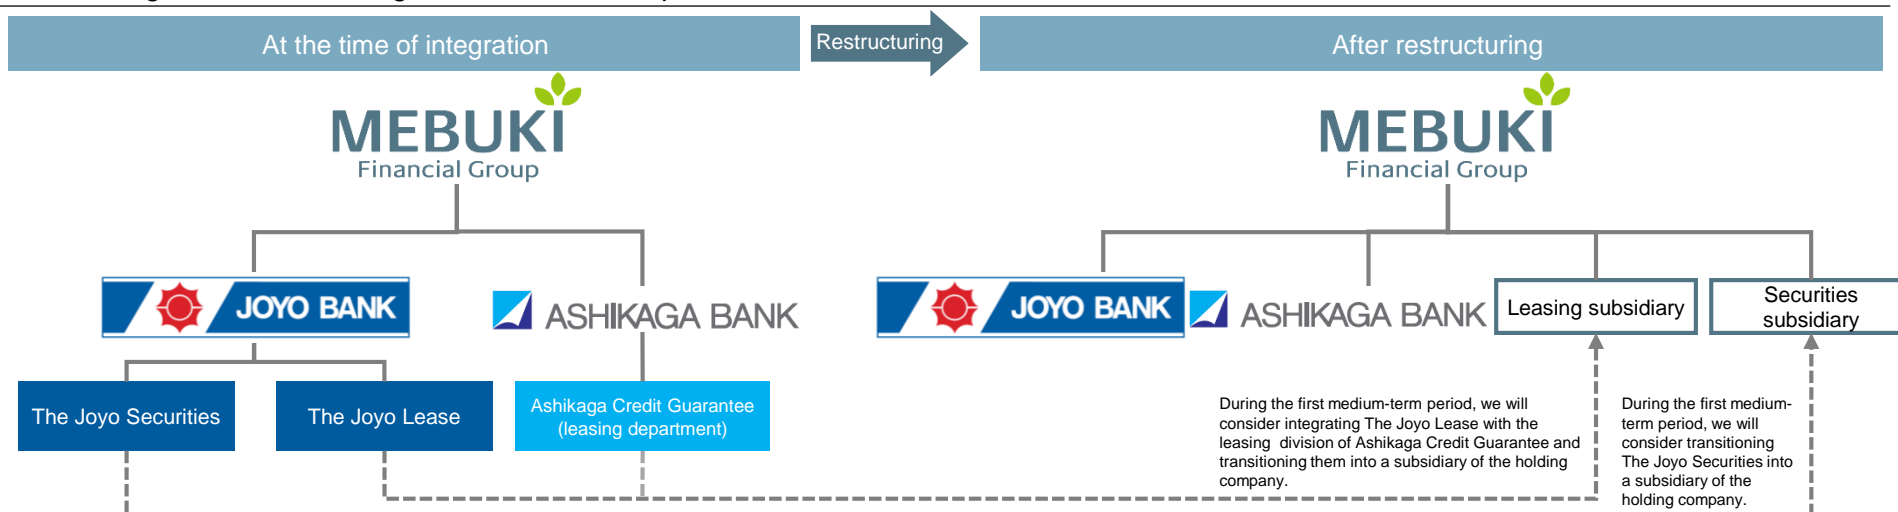 At the time of integration
Restructuring
After restructuring
MEBUKI
Financial Group
MEBUKI
Financial Group
JOYO BANK
ASHIKAGA BANK
JOYO BANK
ASHIKAGA BANK
Leasing subsidiary
Securities
subsidiary
The Joyo Securities
The Joyo Lease
Ashikaga Credit Guarantee
(leasing department)
During the first medium-term period, we will
consider integrating The Joyo Lease with the
leasing division of Ashikaga Credit Guarantee and
transitioning them into a subsidiary of the holding
company.
During the first medium-
term period, we will
consider transitioning
The Joyo Securities into
a subsidiary of the
holding company.